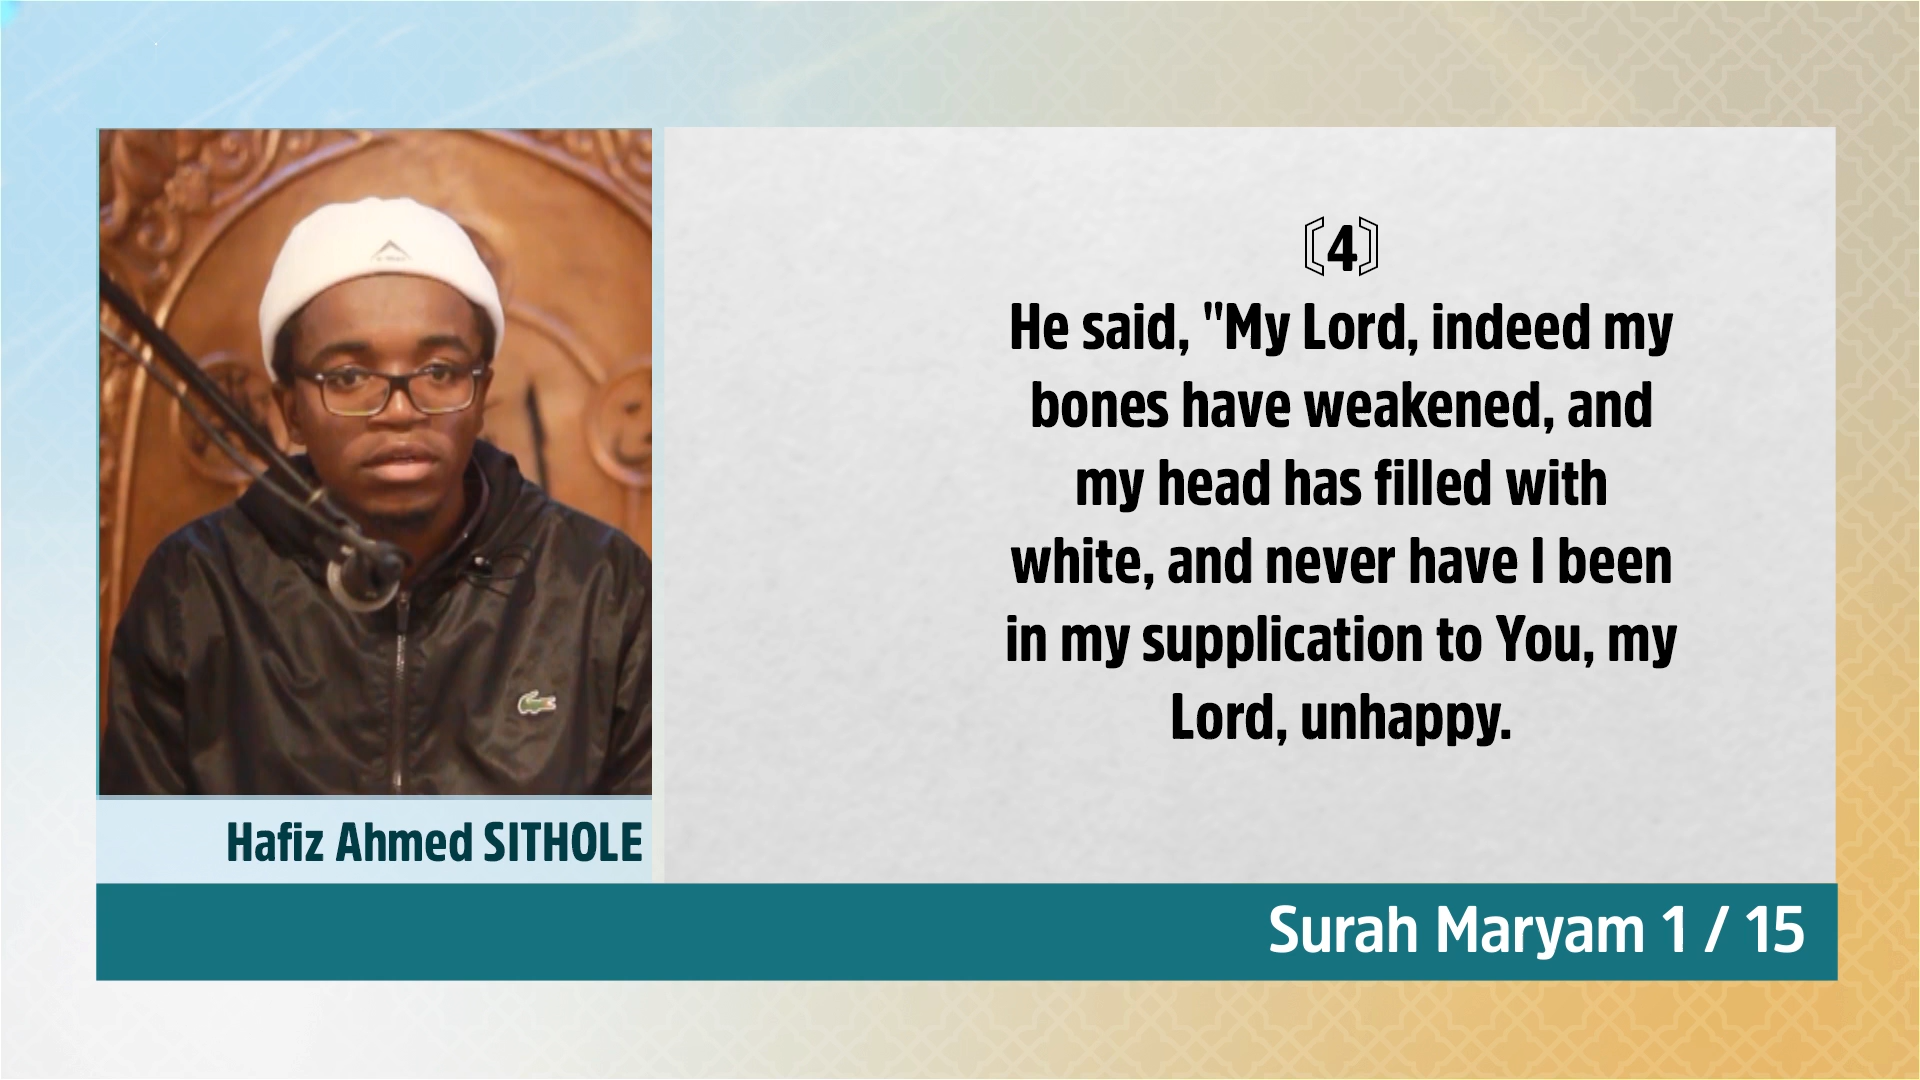 〔4〕
He said, "My Lord, indeed my
bones have weakened, and
my head has filled with
white, and never have I been
in my supplication to You, my
Lord, unhappy.
Hafiz Ahmed SITHOLE
Surah Maryam 1 / 15